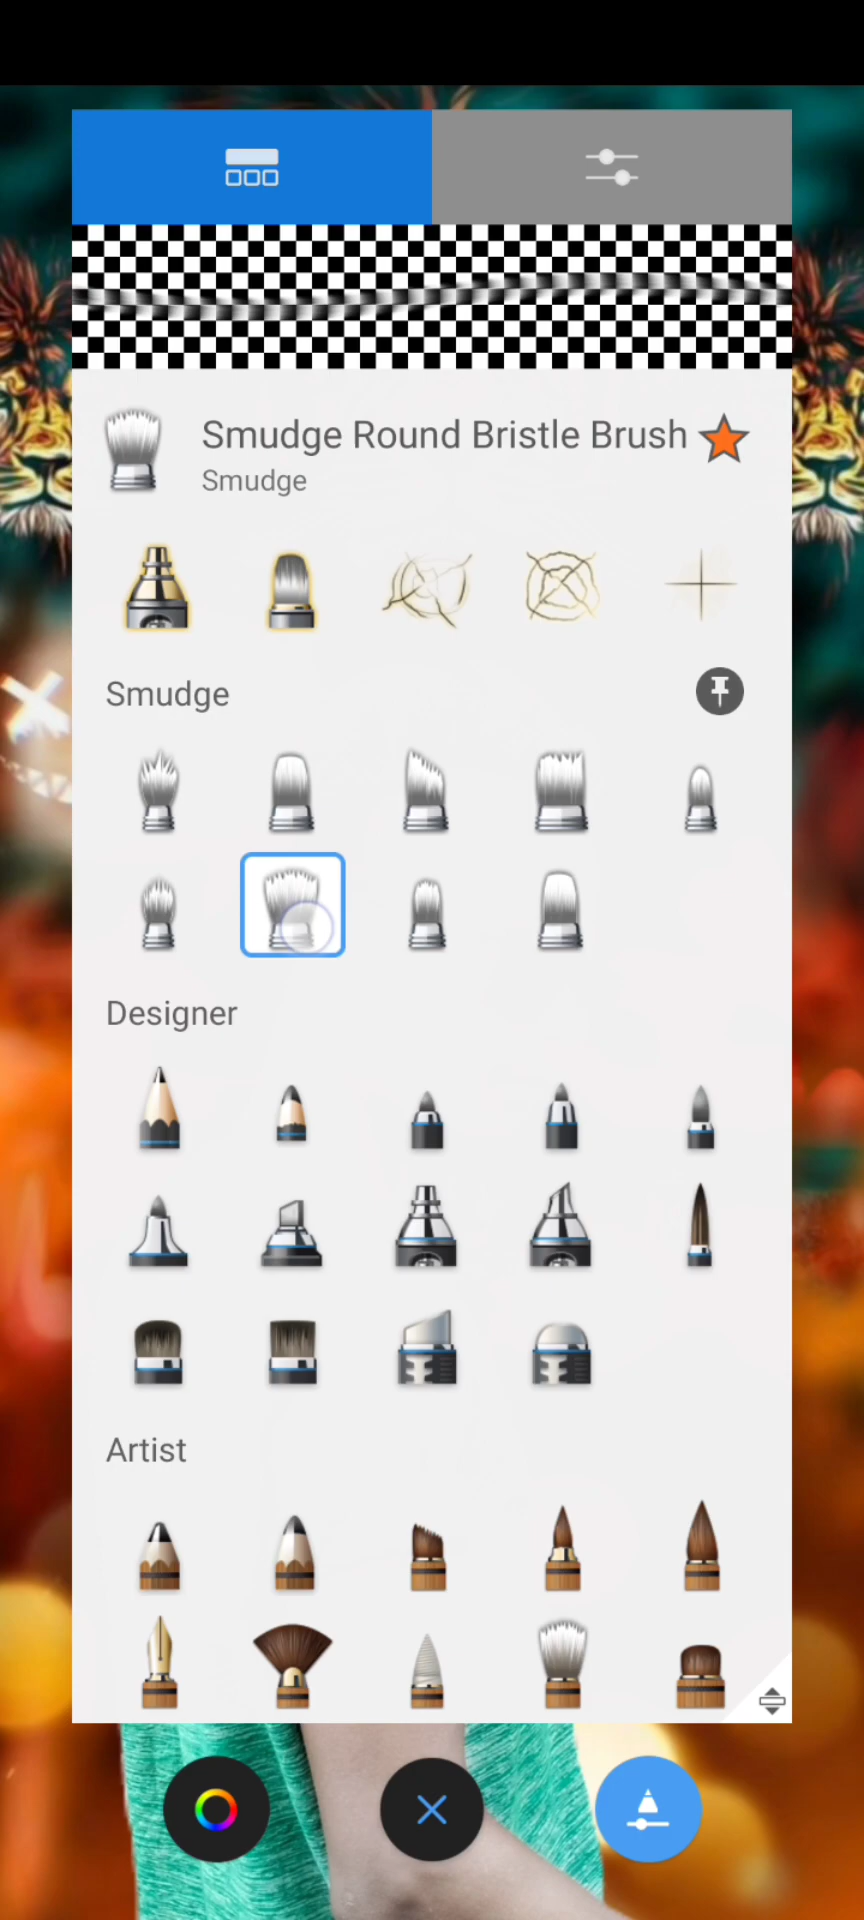 Smudge Round Bristle Brush
Smudge
Smudge
Designer
Artist